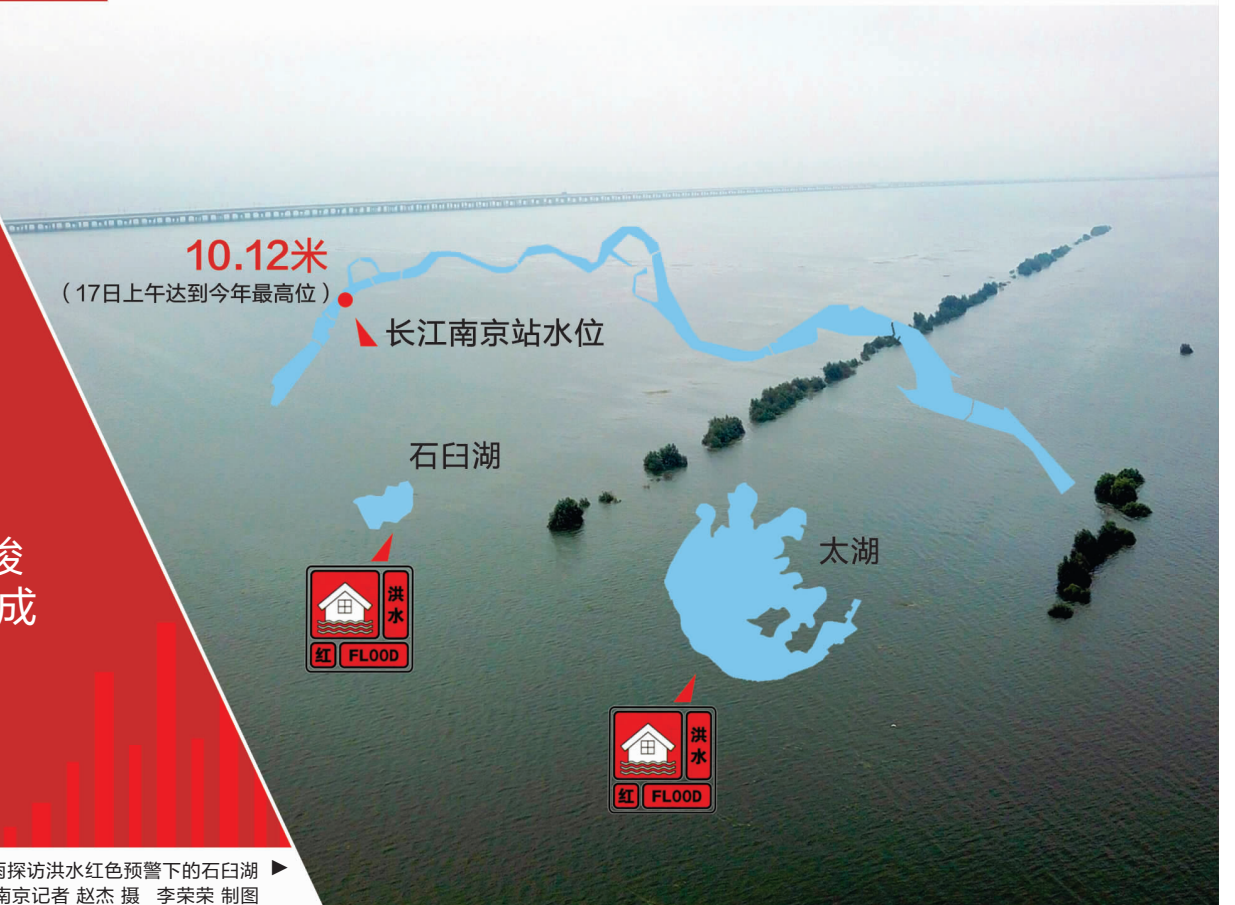 10.12米
（17日上午达到今年最高位）
长江南京站水位
石臼湖
太湖
洪水
红 FLOOD
洪水
红 FLOOD
成
探访洪水红色预警下的石臼湖
南京记者 赵杰 摄 李荣荣 制图